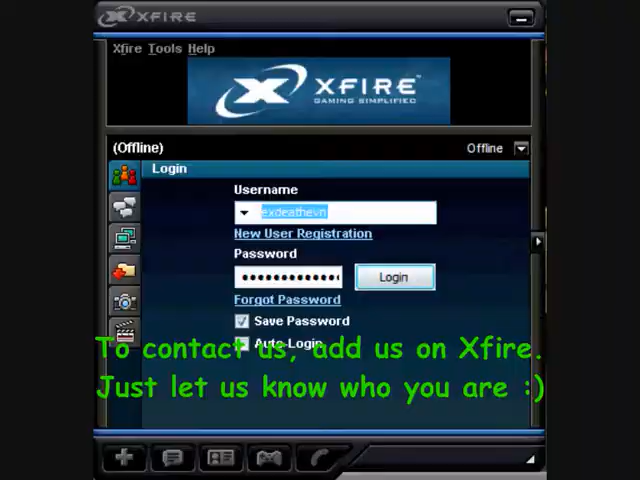 XFIRE
Xfire Tools Help
XFIRE™
GAMING SIMPLIFIED
(Offline)
Offline
Login
Username
exdeathevn
New User Registration
Password
Login
Forgot Password
Save Password
Auto-Login
To contact us, add us on Xfire.
Just let us know who you are :)